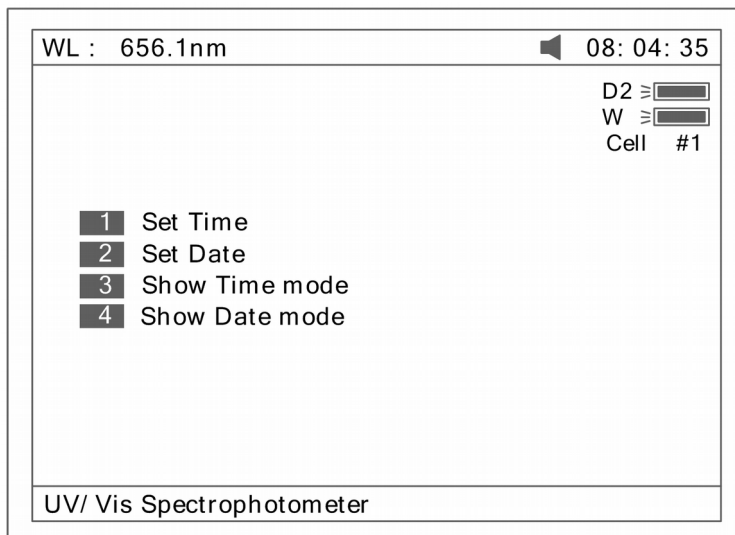 WL : 656.1nm 08: 04: 35
D2
W
Cell #1
1 Set Time
2 Set Date
3 Show Time mode
4 Show Date mode
UV/ Vis Spectrophotometer